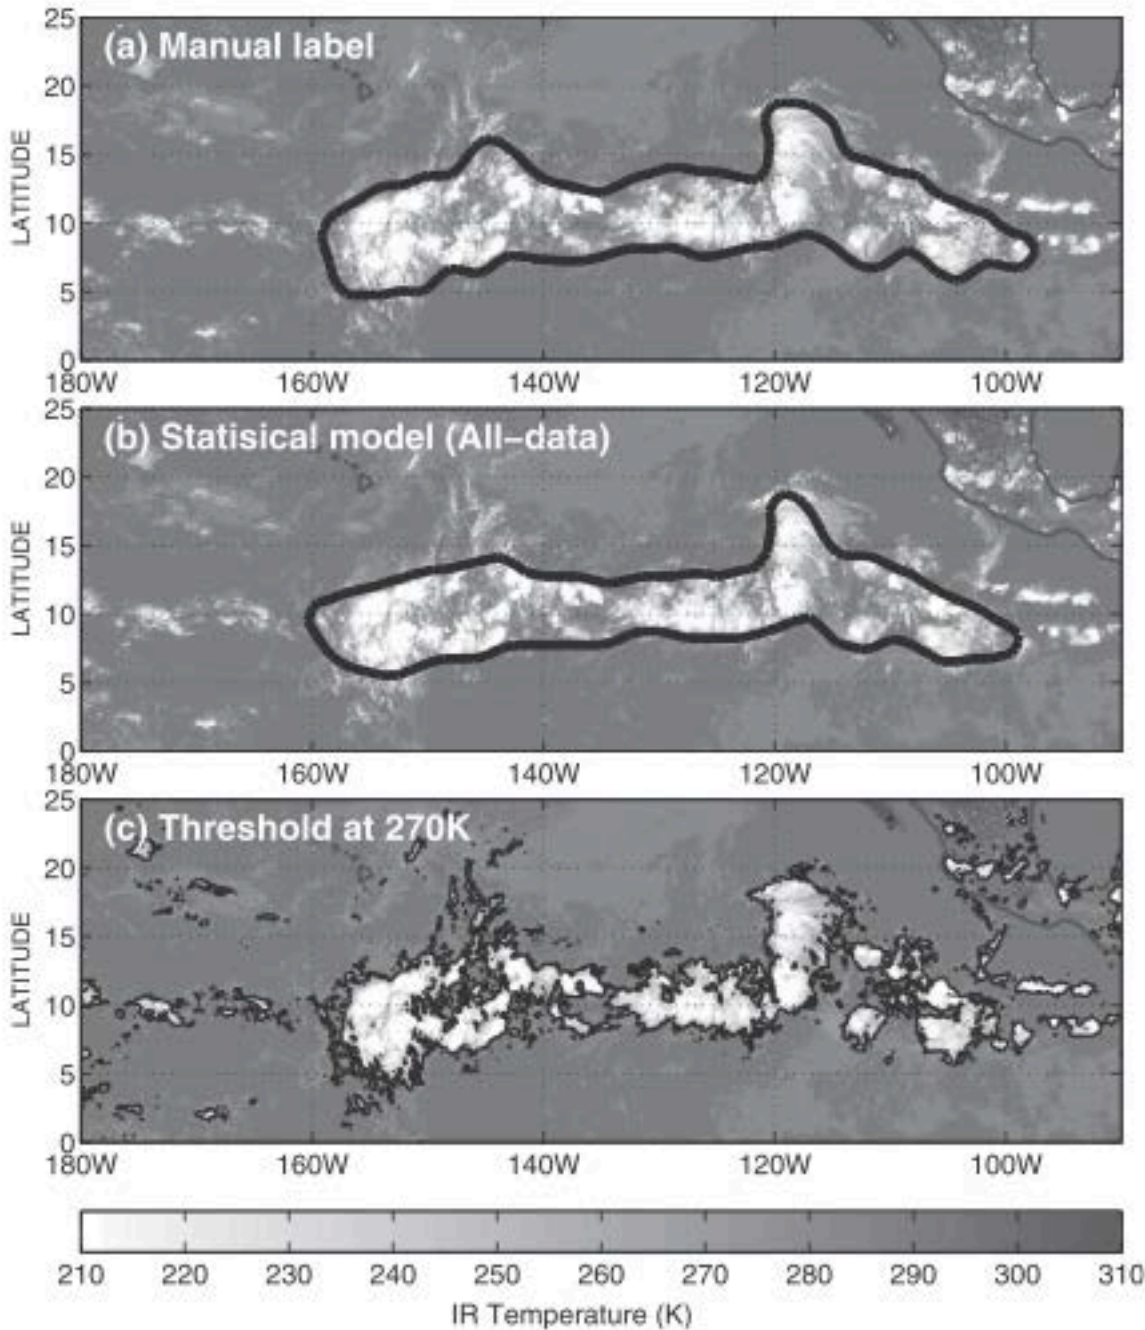 25
(a) Manual label
20
15
10
5
0
LATITUDE
180W 160W 140W 120W 100W
25
(b) Statisical model (All–data)
20
15
10
5
0
LATITUDE
180W 160W 140W 120W 100W
25
(c) Threshold at 270K
20
15
10
5
0
LATITUDE
180W 160W 140W 120W 100W
210 220 230 240 250 260 270 280 290 300 310
IR Temperature (K)